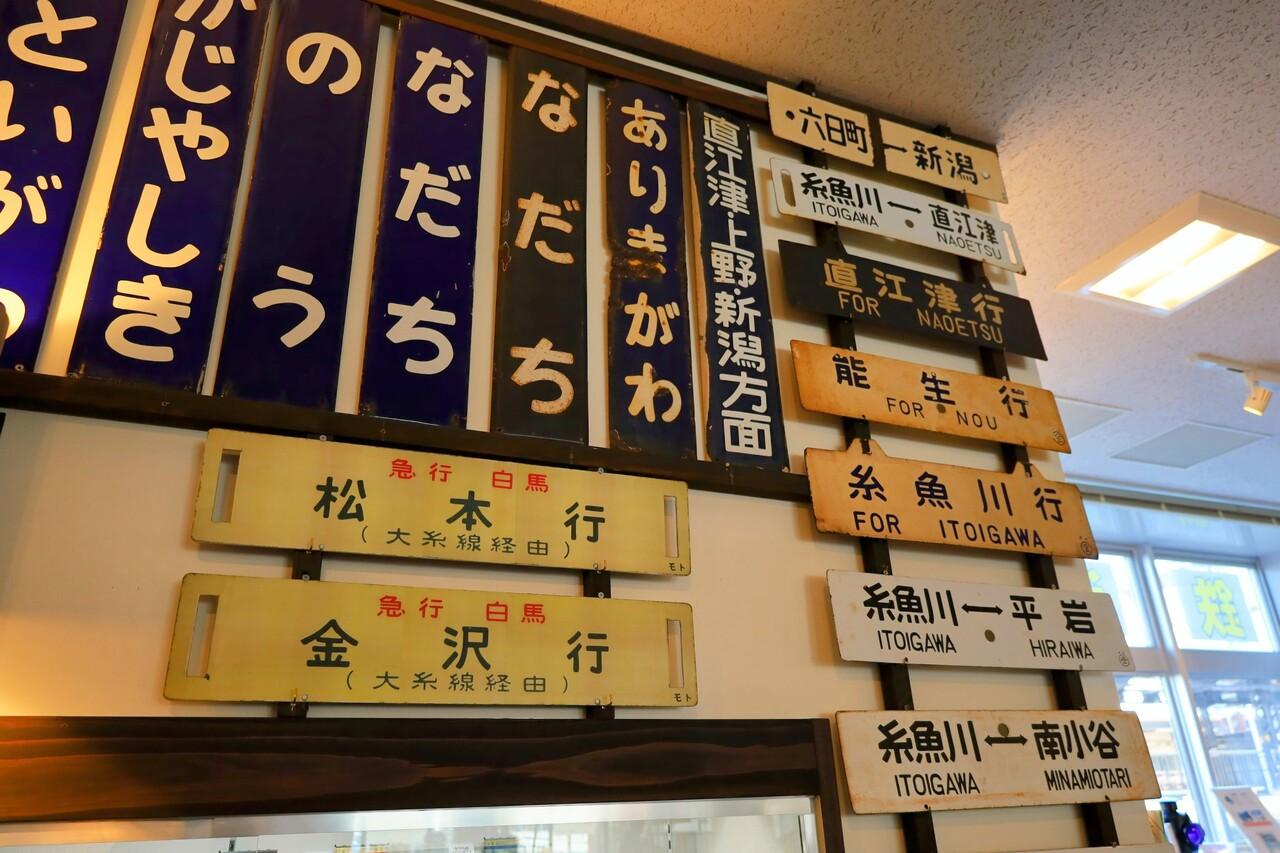 といがわ
かじやしき
のう
なだち
なだち
ありまがわ
直江津・上野・新潟方面
・六日町ー新潟
糸魚川ー直江津
ITOIGAWA NAOETSU
直江津行
FOR NAOETSU
能生行
FOR NOU
糸魚川行
FOR ITOIGAWA
糸魚川↔平岩
ITOIGAWA HIRAIWA
糸魚川↔南小谷
ITOIGAWA MINAMIOTARI
急行 白馬
松本行
(大糸線経由)
モト
急行 白馬
金沢行
(大糸線経由)
モト